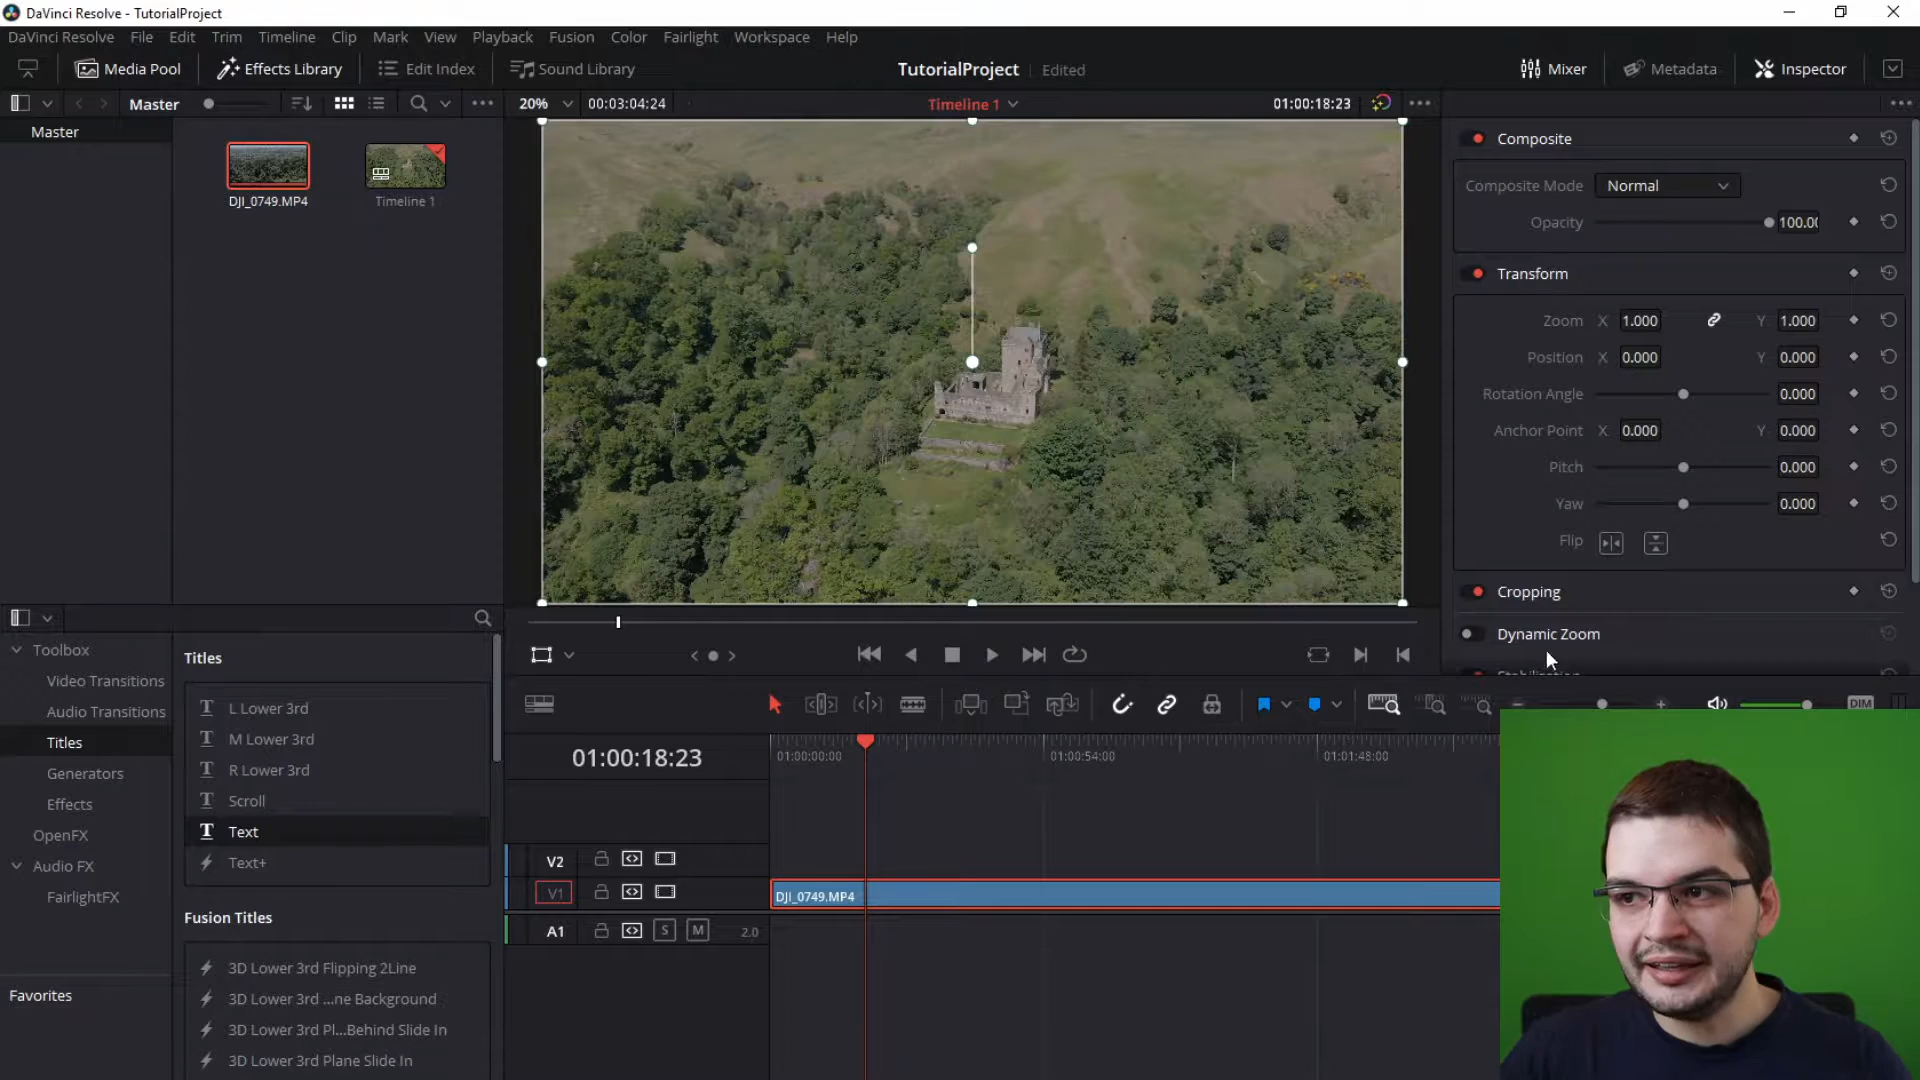 DaVinci Resolve - TutorialProject
DaVinci Resolve File Edit Trim Timeline Clip Mark View Playback Fusion Color Fairlight Workspace Help
Media Pool Effects Library Edit Index Sound Library TutorialProject Edited Mixer Metadata Inspector
Master 20% 00:03:04:24 Timeline 1 01:00:18:23
Master
DJI_0749.MP4 Timeline 1
Composite
Composite Mode Normal
Opacity 100.00
Transform
Zoom X 1.000 Y 1.000
Position X 0.000 Y 0.000
Rotation Angle 0.000
Anchor Point X 0.000 Y 0.000
Pitch 0.000
Yaw 0.000
Flip
Cropping
Dynamic Zoom
Toolbox
Video Transitions
Audio Transitions
Titles
Generators
Effects
OpenFX
Audio FX
FairlightFX
Favorites
Titles
L Lower 3rd
M Lower 3rd
R Lower 3rd
Scroll
Text
Text+
Fusion Titles
3D Lower 3rd Flipping 2Line
3D Lower 3rd ...ne Background
3D Lower 3rd Pl...Behind Slide In
3D Lower 3rd Plane Slide In
DIM
01:00:18:23 01:00:00:00 01:00:54:00 01:01:48:00
V2
V1 DJI_0749.MP4
A1 S M 2.0